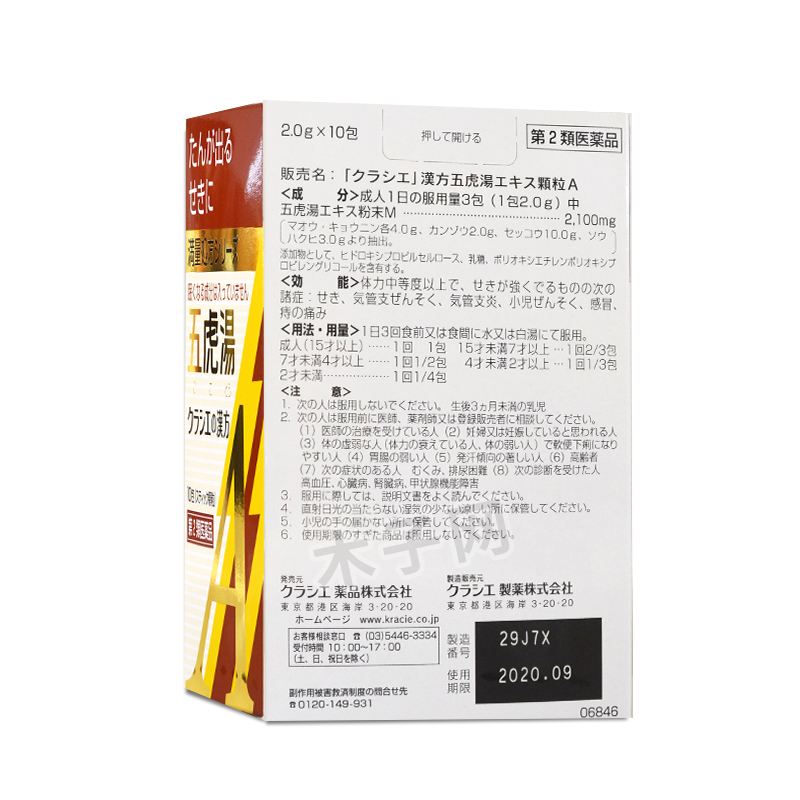 たんが出る
せきに
満量処方シリーズ
眠くなる成分は入っていません
五虎湯
クラシエの漢方
第2類医薬品
A
2.0g×10包
押して開ける
第2類医薬品
販売名:「クラシエ」漢方五虎湯エキス顆粒A
<成 分>成人1日の服用量3包(1包2.0g)中
五虎湯エキス粉末M ……………………………… 2,100mg
マオウ・キョウニン各4.0g、カンゾウ2.0g、セッコウ10.0g、ソウ
ハクヒ3.0gより抽出。
添加物として、ヒドロキシプロピルセルロース、乳糖、ポリオキシエチレンポリオキシプ
ロピレングリコールを含有する。
<効 能>体力中等度以上で、せきが強くでるものの次の
諸症:せき、気管支ぜんそく、気管支炎、小児ぜんそく、感冒、
痔の痛み
<用法・用量>1日3回食前又は食間に水又は白湯にて服用。
成人(15才以上)……1回 1包 15才未満7才以上…1回2/3包
7才未満4才以上……1回1/2包 4才未満2才以上…1回1/3包
2才未満………………1回1/4包
<注 意>
1. 次の人は服用しないでください。 生後3ヵ月未満の乳児
2. 次の人は服用前に医師、薬剤師又は登録販売者に相談してください。
(1)医師の治療を受けている人(2)妊婦又は妊娠していると思われる人
(3)体の虚弱な人(体力の衰えている人、体の弱い人)で軟便下痢になり
やすい人(4)胃腸の弱い人(5)発汗傾向の著しい人(6)高齢者
(7)次の症状のある人 むくみ、排尿困難(8)次の診断を受けた人
高血圧、心臓病、腎臓病、甲状腺機能障害
3. 服用に際しては、説明文書をよく読んでください。
4. 直射日光の当たらない湿気の少ない涼しい所に保管してください。
5. 小児の手の届かない所に保管してください。
6. 使用期限のすぎた商品は服用しないでください。
木子网
発売元
クラシエ 薬品株式会社
東京都港区海岸 3-20-20
ホームページ www.kracie.co.jp
お客様相談窓口 ☎(03)5446-3334
受付時間 10:00〜17:00
(土、日、祝日を除く)
副作用被害救済制度の問合せ先
☎0120-149-931
製造販売元
クラシエ 製薬株式会社
東京都港区海岸 3-20-20
製造番号 29J7X
使用期限 2020.09
06846